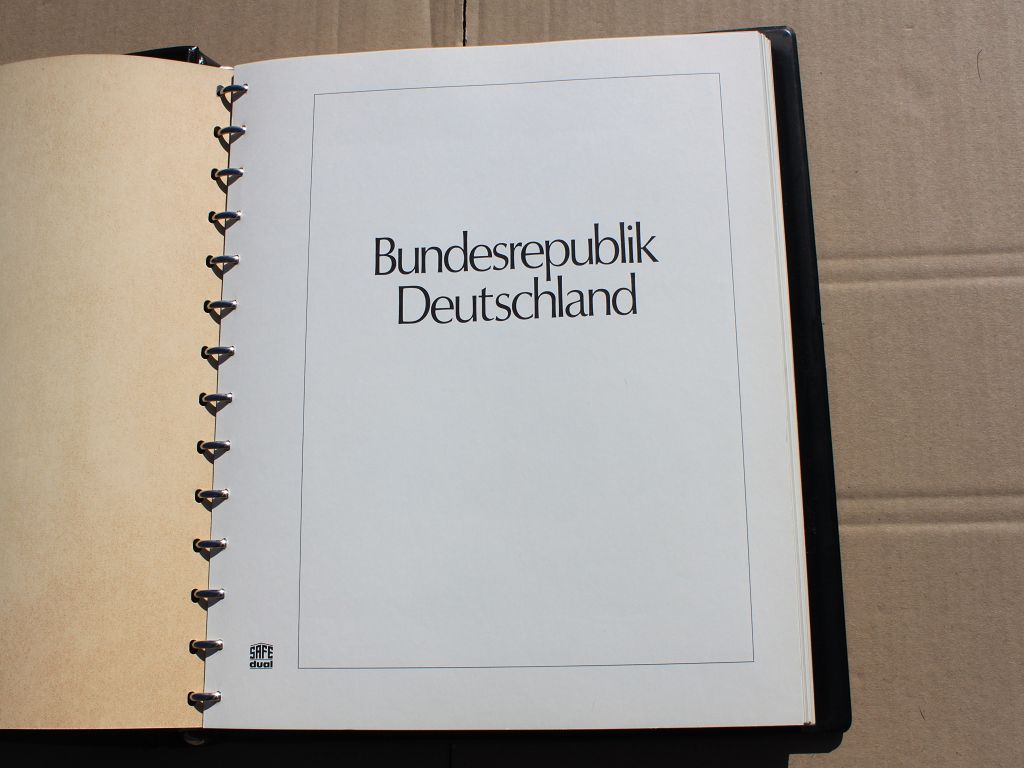 Bundesrepublik
Deutschland
SAFE
dual